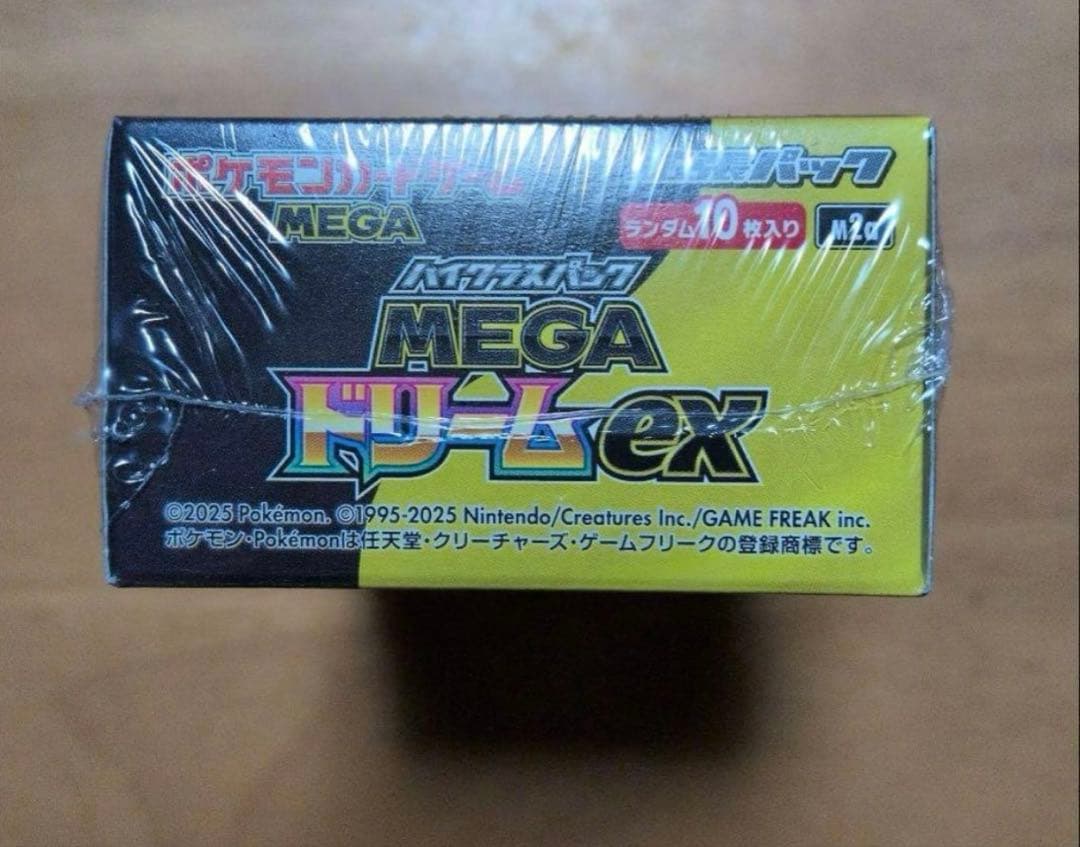 ポケモンカードゲーム
MEGA
拡張パック
ランダム10枚入り
M2a
ハイクラスパック
MEGA
ドリームex
©2025 Pokémon. ©1995-2025 Nintendo/Creatures Inc./GAME FREAK inc.
ポケモン・Pokémonは任天堂・クリーチャーズ・ゲームフリークの登録商標です。